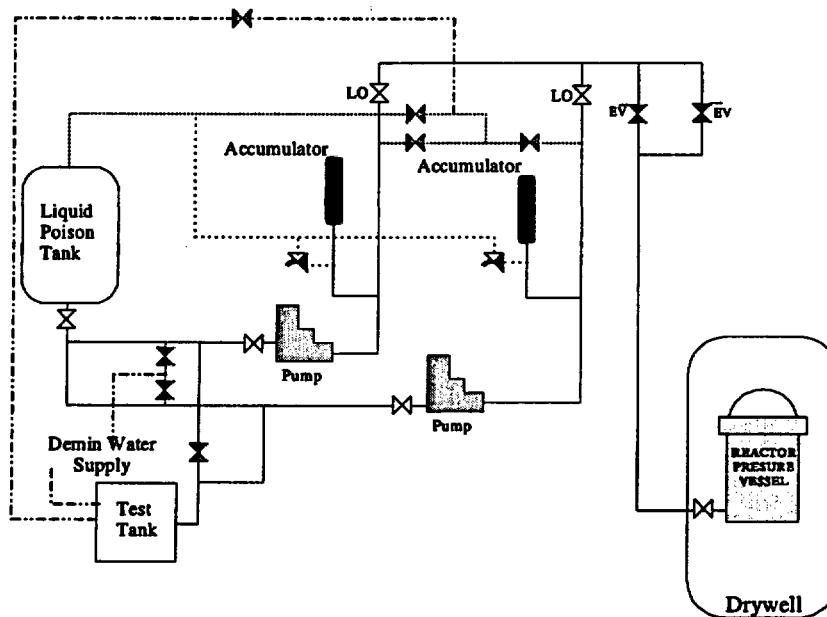 LO
LO
EV
EV
Accumulator
Accumulator
Liquid
Poison
Tank
Pump
Pump
Demin Water
Supply
Test
Tank
REACTOR
PRESURE
VESSEL
Drywell